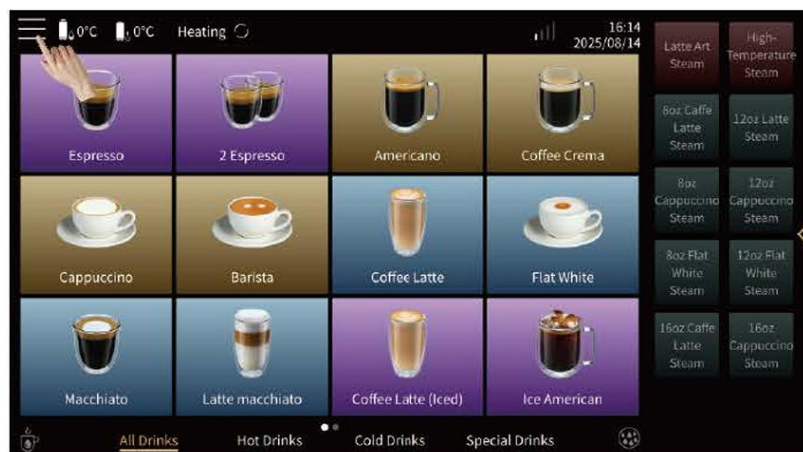 0°C 0°C Heating 16:14
2025/08/14
Espresso 2 Espresso Americano Coffee Crema
Cappuccino Barista Coffee Latte Flat White
Macchiato Latte macchiato Coffee Latte (Iced) Ice American
All Drinks Hot Drinks Cold Drinks Special Drinks
Latte Art
Steam
High-
Temperature
Steam
8oz Caffe
Latte
Steam
12oz Latte
Steam
8oz
Cappuccino
Steam
12oz
Cappuccino
Steam
8oz Flat
White
Steam
12oz Flat
White
Steam
16oz Caffe
Latte
Steam
16oz
Cappuccino
Steam